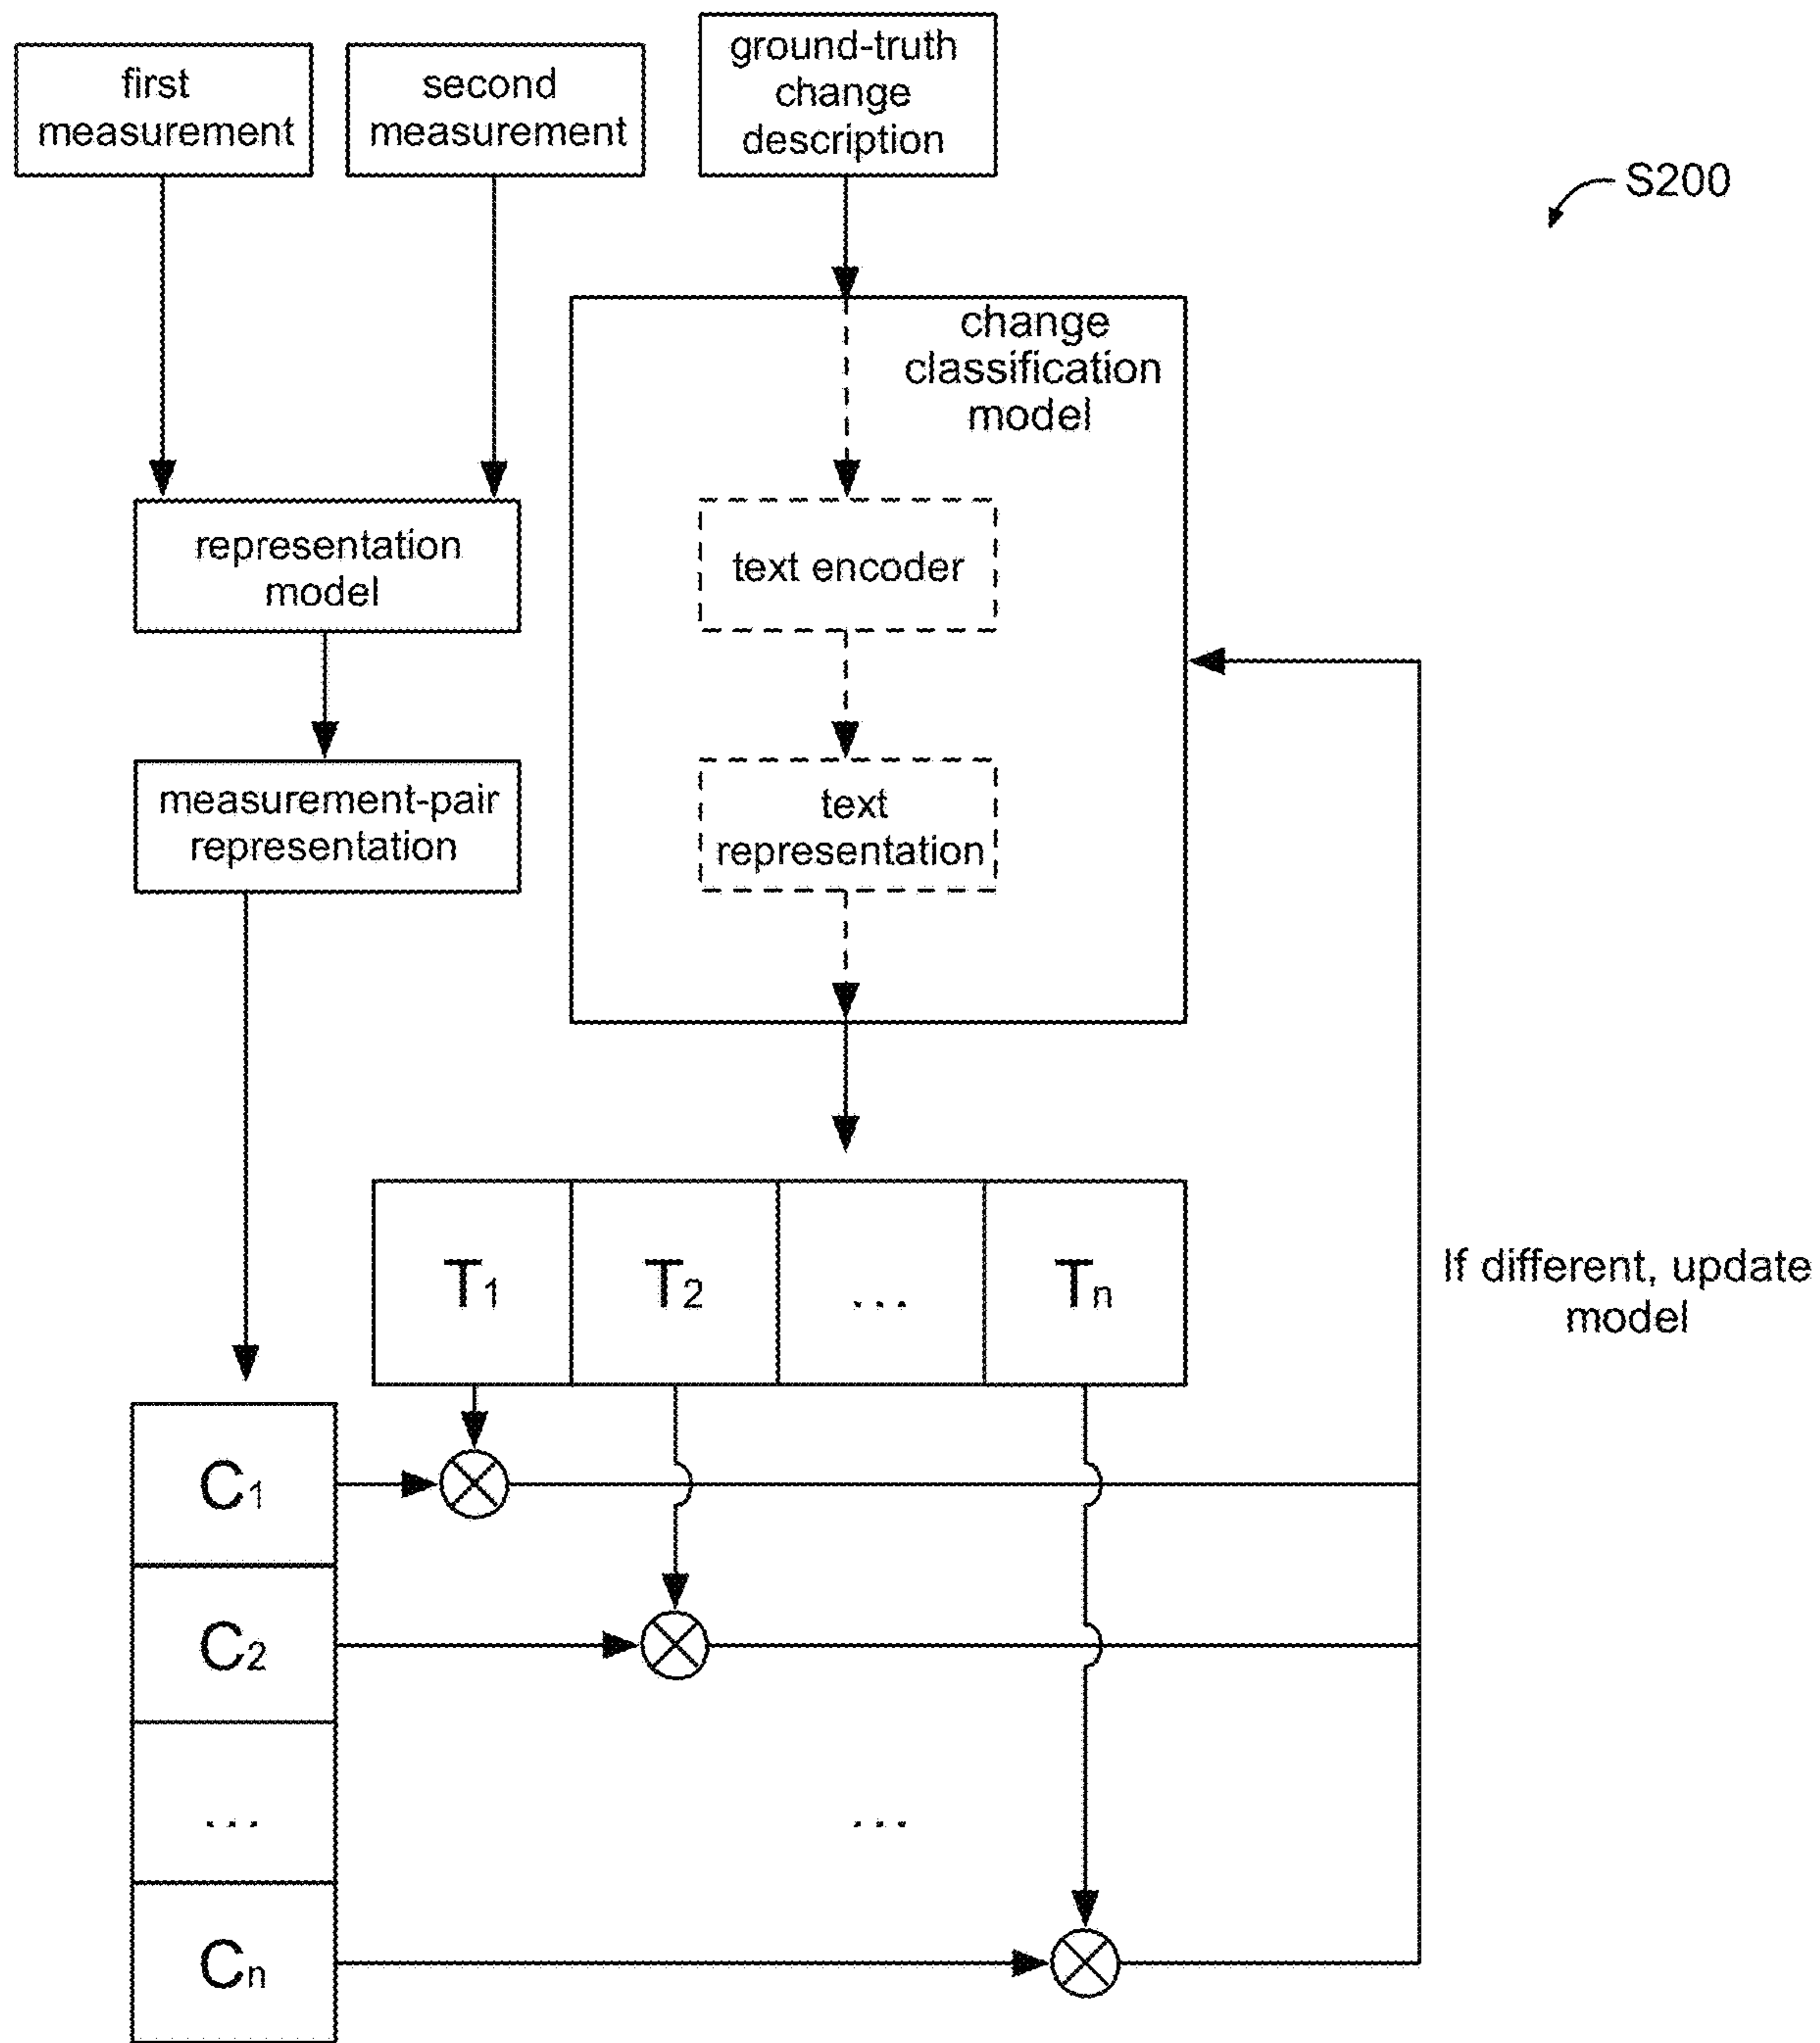 first
measurement
second
measurement
ground-truth
change
description
S200
change
classification
model
representation
model
text encoder
measurement-pair
representation
text
representation
T1
T2
...
Tn
If different, update
model
C1
C2
...
...
Cn